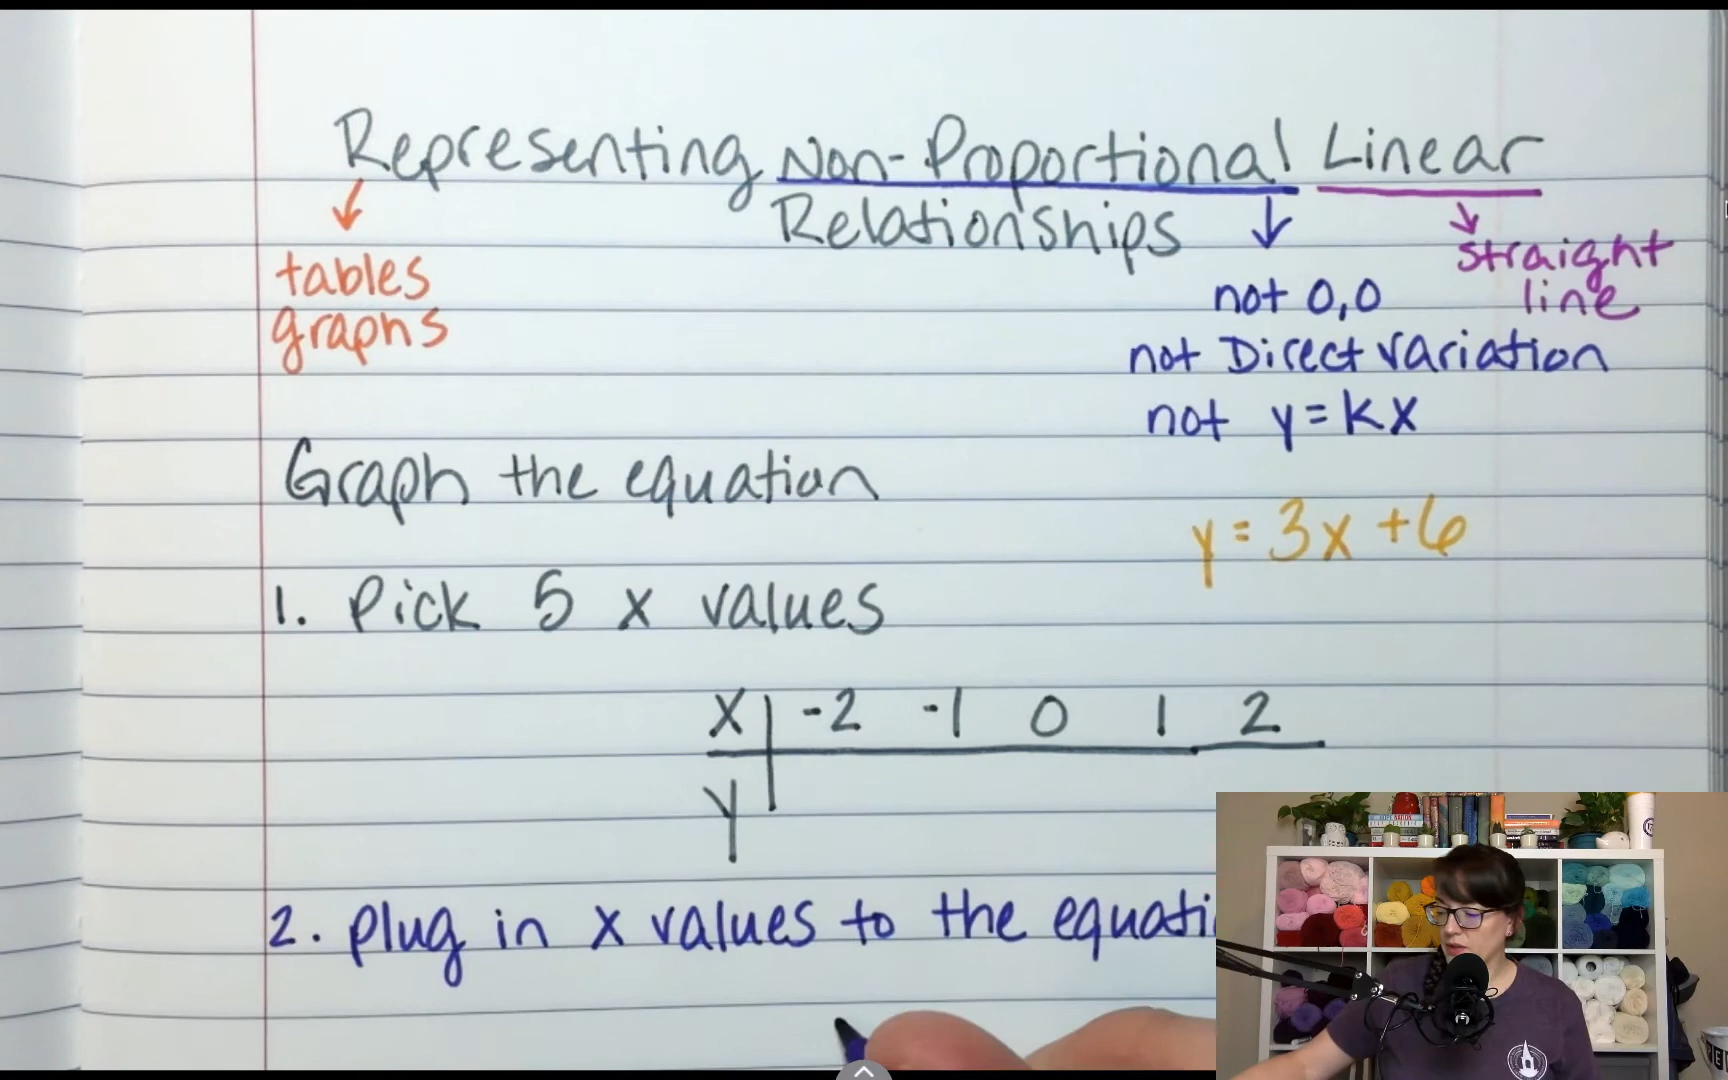 Representing Non-Proportional Linear
Relationships
tables
graphs
straight
line
not 0,0
not Direct variation
not y = kx
Graph the equation
y = 3x + 6
1. Pick 5 x values
x -2 -1 0 1 2
y
2. plug in x values to the equati